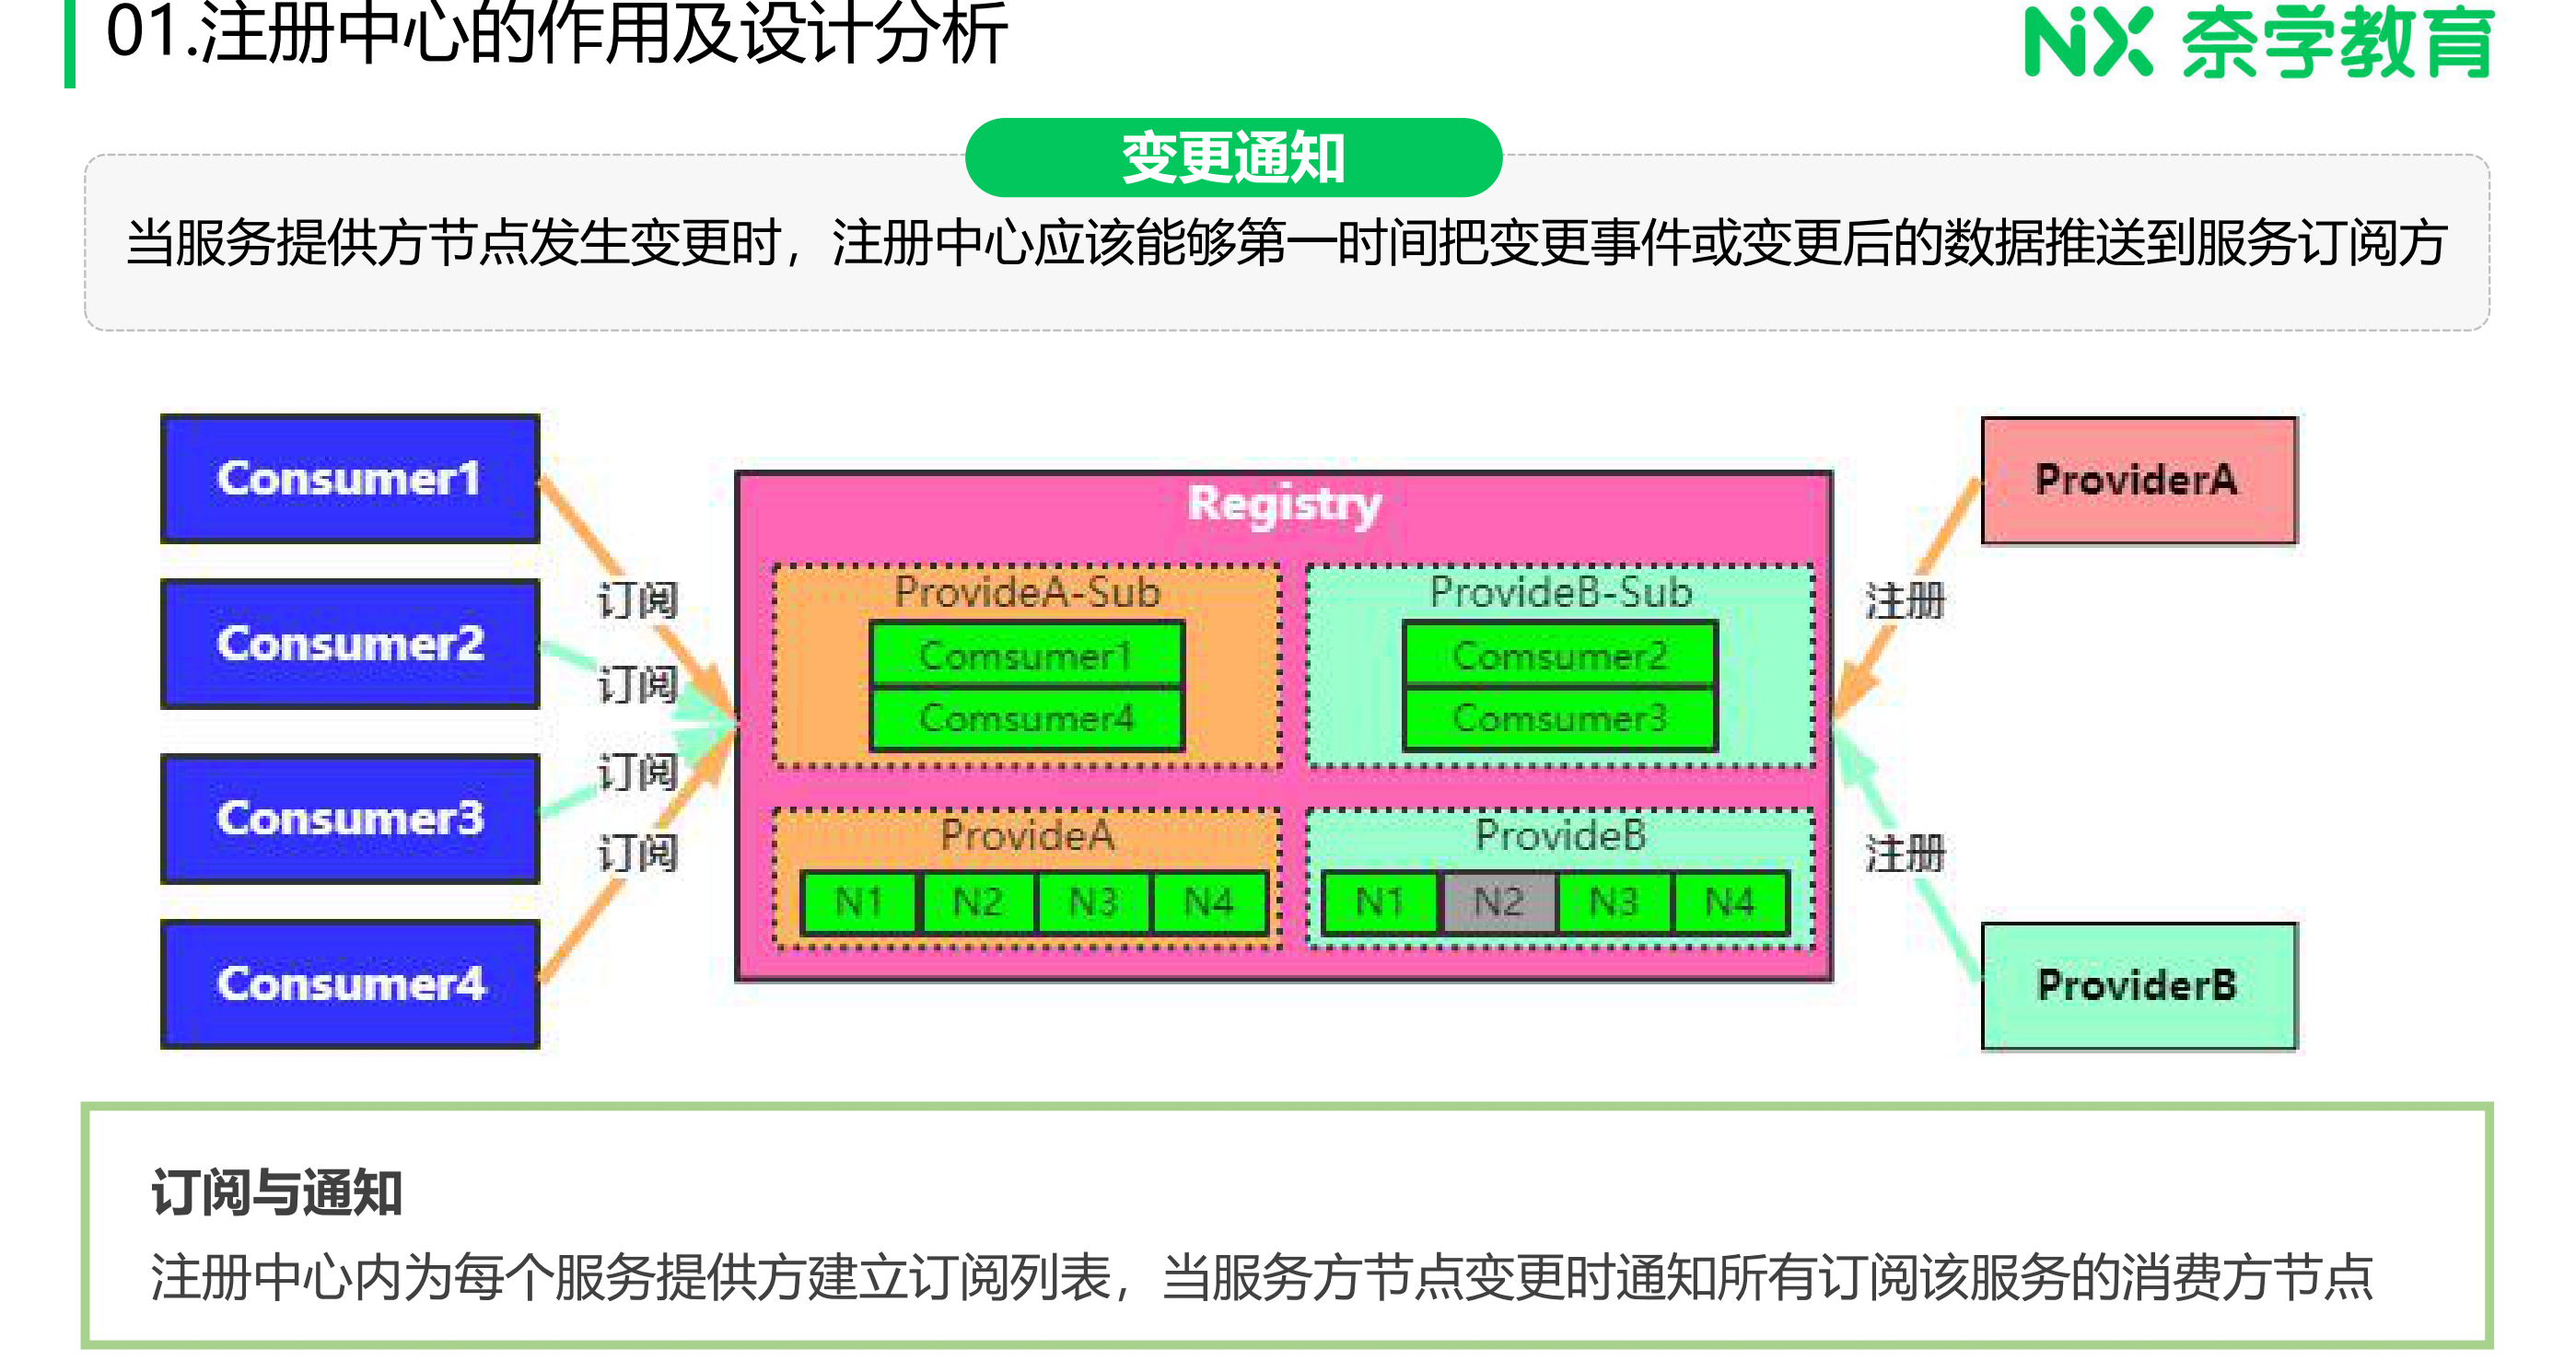 01.注册中心的作用及设计分析
NX 奈学教育
变更通知
当服务提供方节点发生变更时，注册中心应该能够第一时间把变更事件或变更后的数据推送到服务订阅方
Consumer1
Consumer2
Consumer3
Consumer4
订阅
订阅
订阅
订阅
Registry
ProvideA-Sub
Comsumer1
Comsumer4
ProvideB-Sub
Comsumer2
Comsumer3
ProvideA
N1 N2 N3 N4
ProvideB
N1 N2 N3 N4
注册
注册
ProviderA
ProviderB
订阅与通知
注册中心内为每个服务提供方建立订阅列表，当服务方节点变更时通知所有订阅该服务的消费方节点